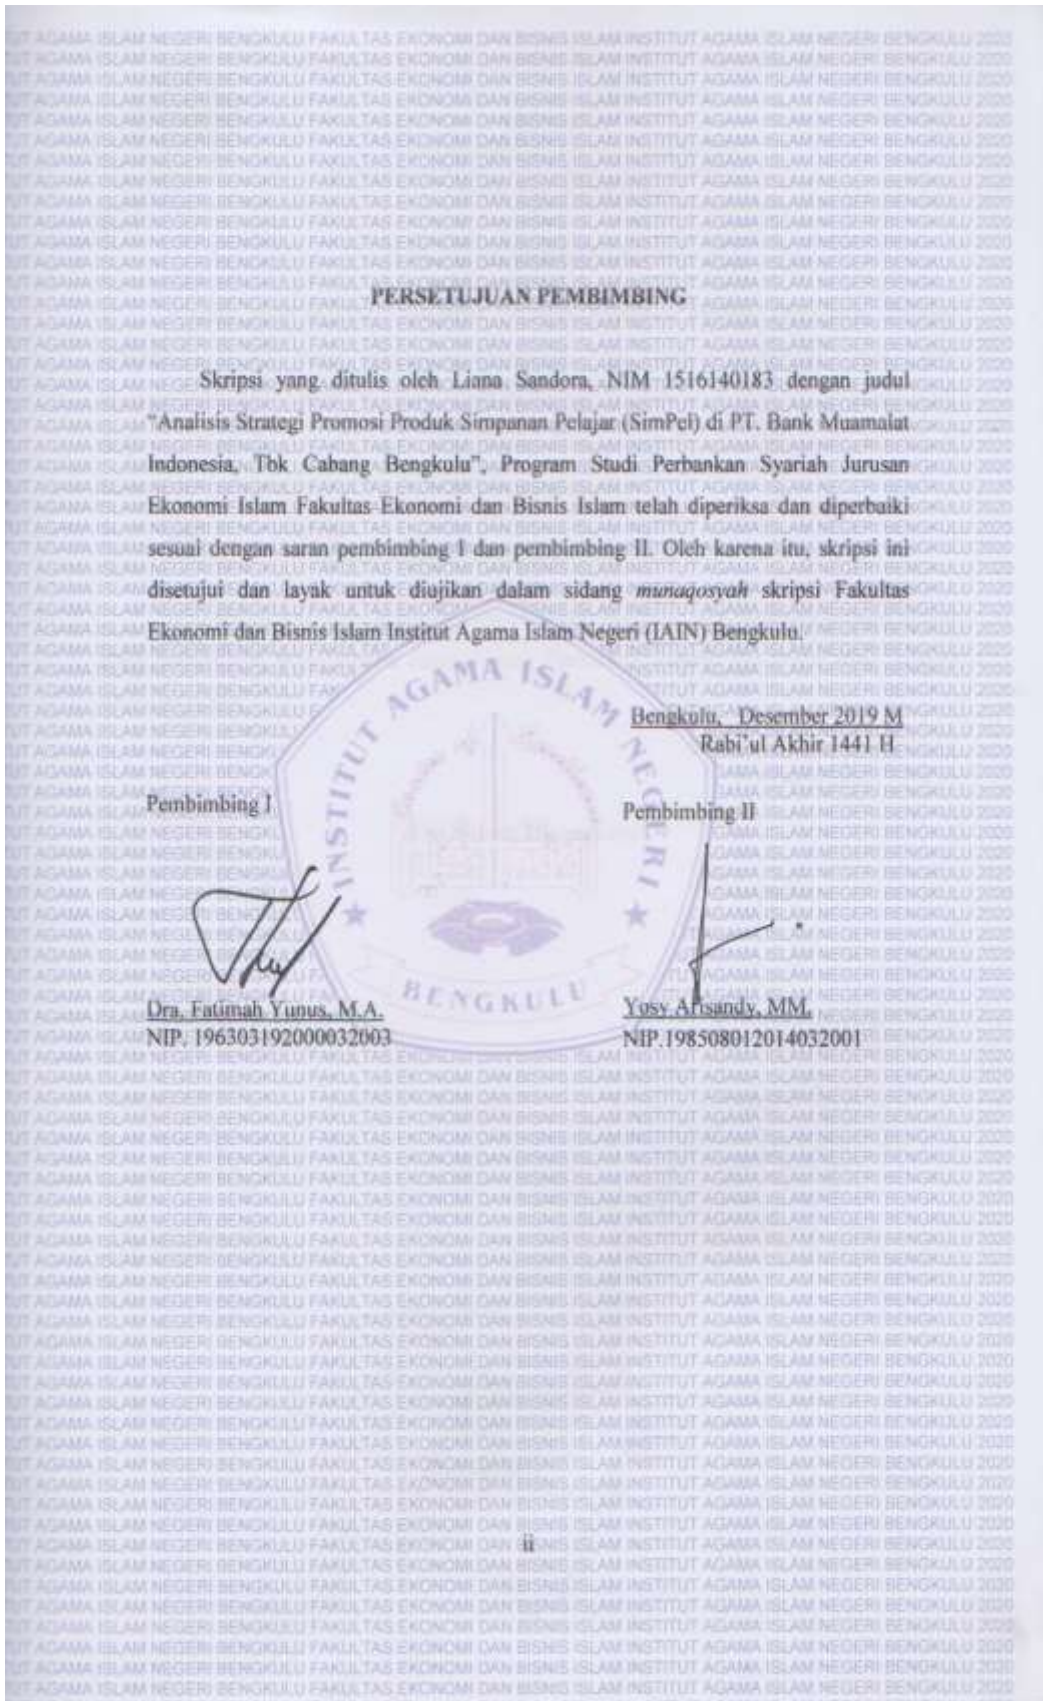 PERSETUJUAN PEMBIMBING
Skripsi yang ditulis oleh Liana Sandora, NIM 1516140183 dengan judul
"Analisis Strategi Promosi Produk Simpanan Pelajar (SimPel) di PT. Bank Muamalat
Indonesia, Tbk Cabang Bengkulu", Program Studi Perbankan Syariah Jurusan
Ekonomi Islam Fakultas Ekonomi dan Bisnis Islam telah diperiksa dan diperbaiki
sesuai dengan saran pembimbing I dan pembimbing II. Oleh karena itu, skripsi ini
disetujui dan layak untuk diujikan dalam sidang munaqosyah skripsi Fakultas
Ekonomi dan Bisnis Islam Institut Agama Islam Negeri (IAIN) Bengkulu.
INSTITUT AGAMA ISLAM NEGERI
BENGKULU
Bengkulu, Desember 2019 M
Rabi'ul Akhir 1441 H
Pembimbing I
Pembimbing II
Dra. Fatimah Yunus, M.A.
NIP. 196303192000032003
Yosy Arisandy, MM.
NIP.198508012014032001
ii